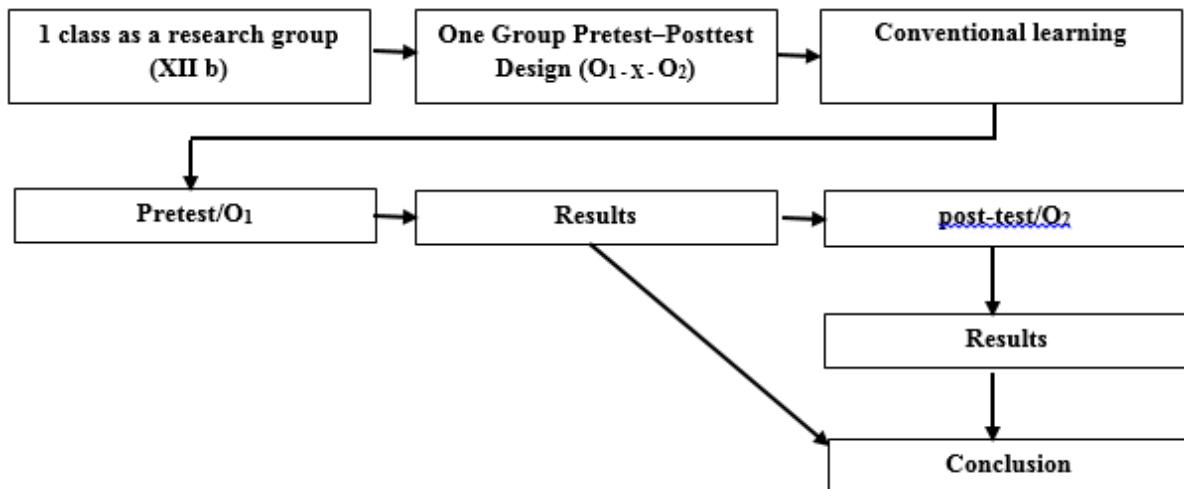 1 class as a research group
(XII b)
One Group Pretest–Posttest
Design (O₁ - X - O₂)
Conventional learning
Pretest/O₁
Results
post-test/O₂
Results
Conclusion